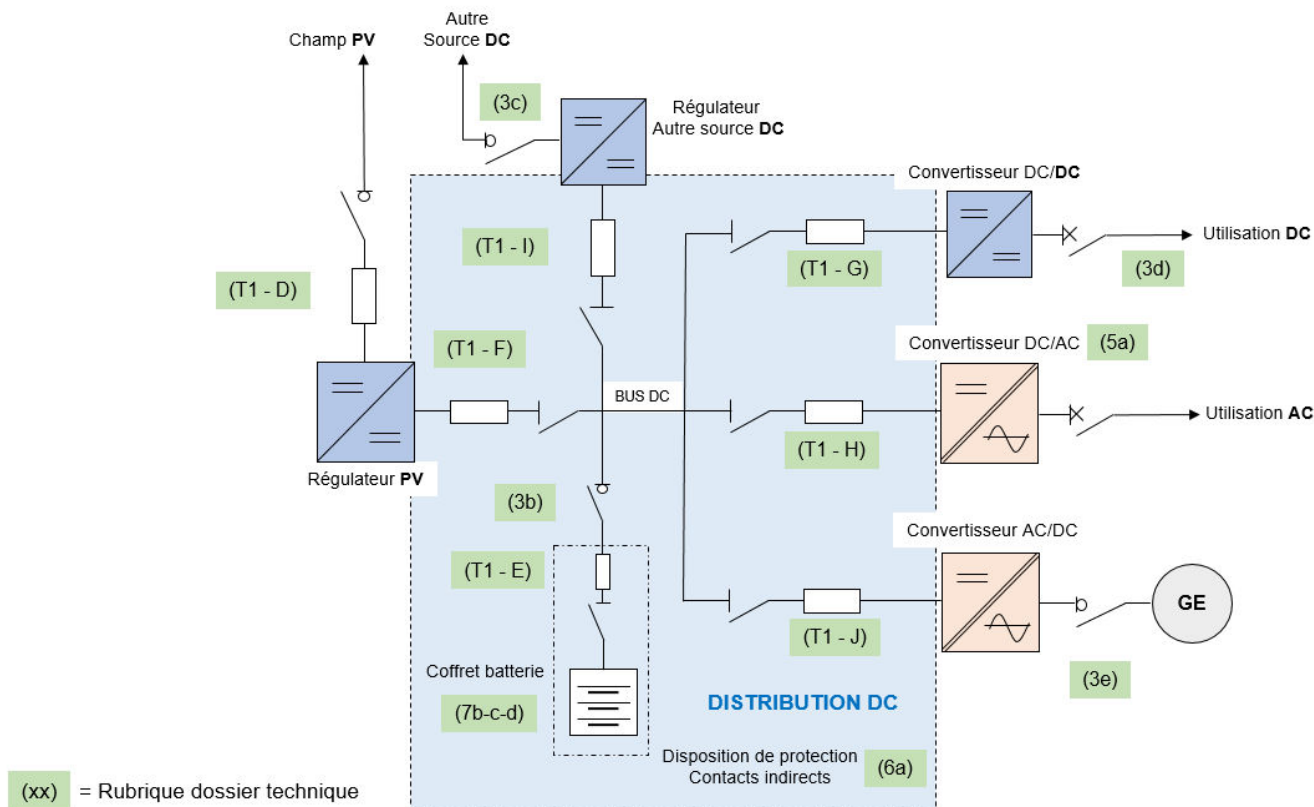 Autre
Source DC
Champ PV
(3c)
Régulateur
Autre source DC
Convertisseur DC/DC
(T1 - I)
(T1 - G)
Utilisation DC
(3d)
(T1 - D)
(T1 - F)
Convertisseur DC/AC
(5a)
BUS DC
Utilisation AC
(T1 - H)
Régulateur PV
(3b)
Convertisseur AC/DC
(T1 - E)
GE
(T1 - J)
Coffret batterie
(3e)
(7b-c-d)
DISTRIBUTION DC
Disposition de protection
Contacts indirects
(6a)
(xx) = Rubrique dossier technique